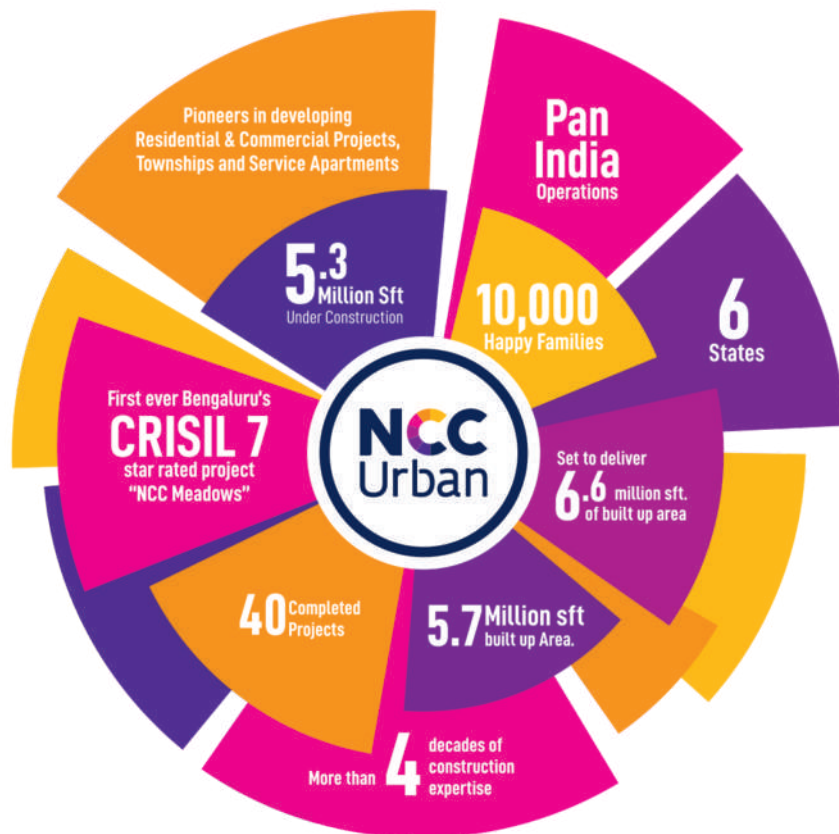 Pioneers in developing
Residential & Commercial Projects,
Townships and Service Apartments
Pan
India
Operations
5.3
Million Sft
Under Construction
10,000
Happy Families
6
States
First ever Bengaluru's
CRISIL 7
star rated project
“NCC Meadows”
NCC
Urban
Set to deliver
6.6 million sft.
of built up area
40 Completed
Projects
5.7 Million sft
built up Area.
More than 4 decades of
construction
expertise